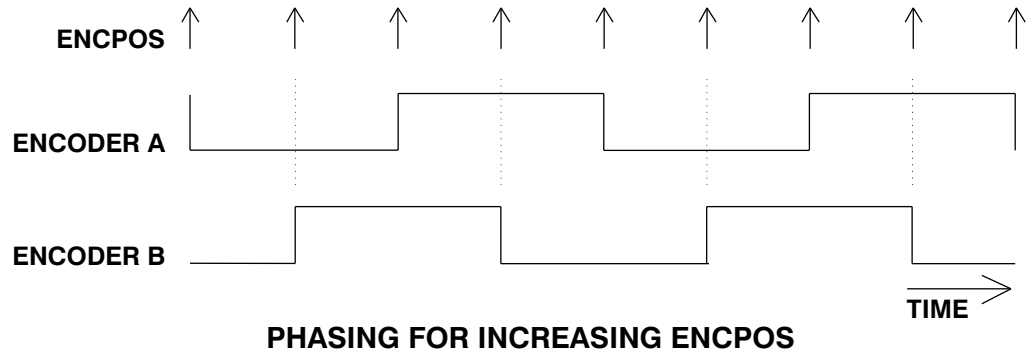 ENCPOS
ENCODER A
ENCODER B
TIME
PHASING FOR INCREASING ENCPOS